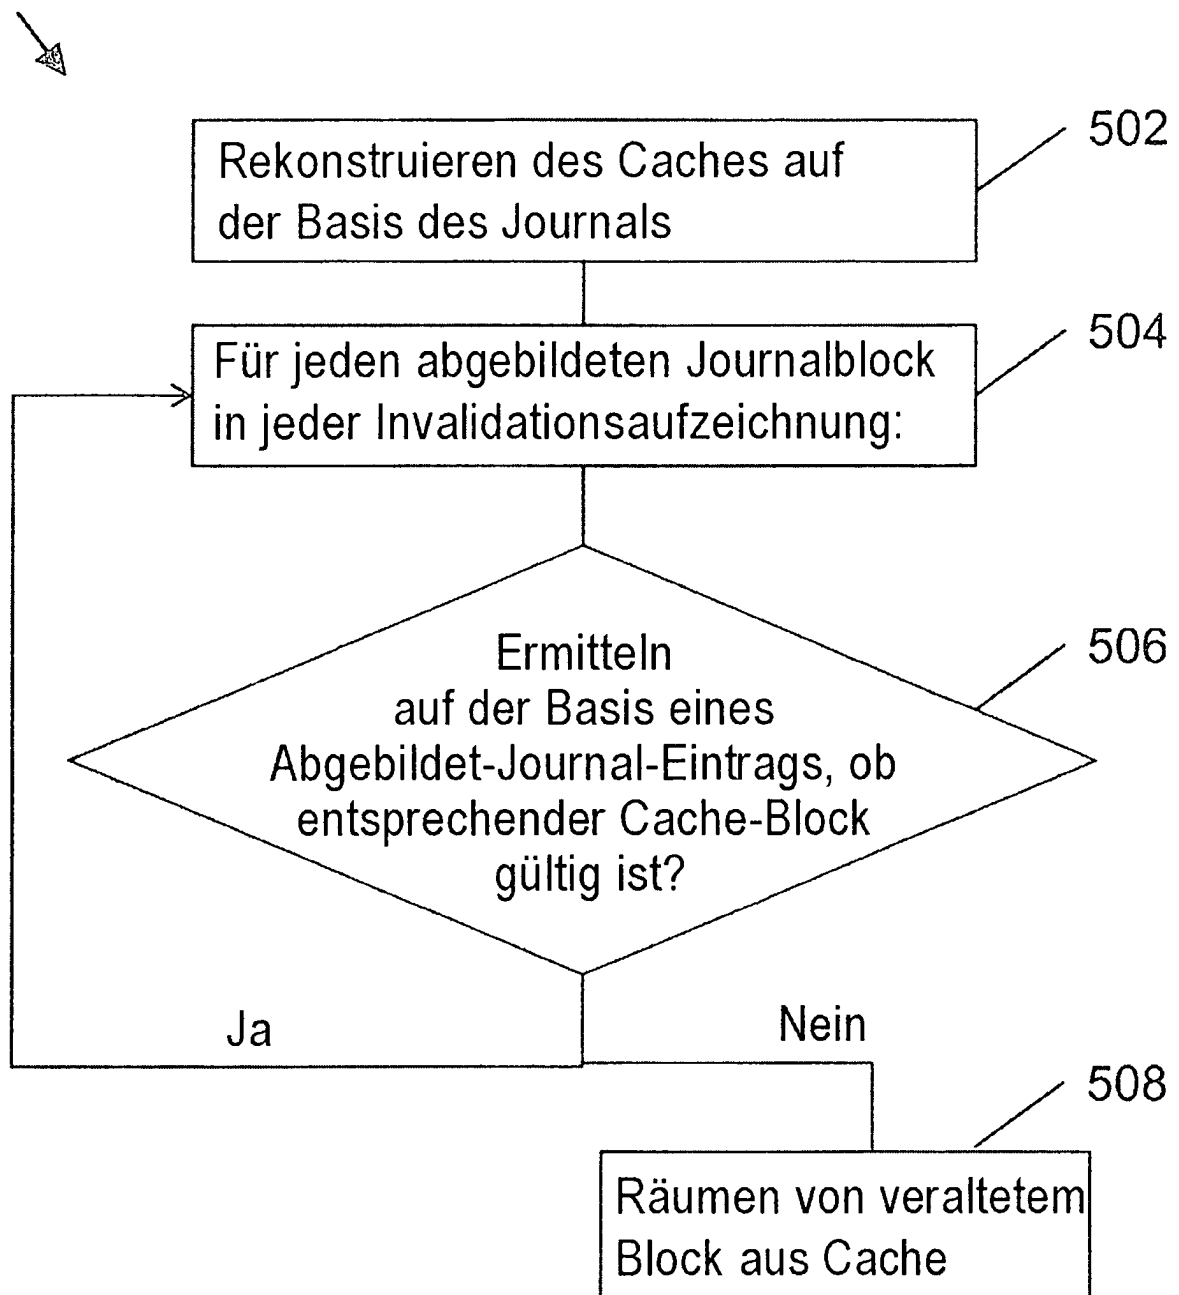 502
Rekonstruieren des Caches auf
der Basis des Journals
504
Für jeden abgebildeten Journalblock
in jeder Invalidationsaufzeichnung:
506
Ermitteln
auf der Basis eines
Abgebildet-Journal-Eintrags, ob
entsprechender Cache-Block
gültig ist?
Ja
Nein
508
Räumen von veraltetem
Block aus Cache